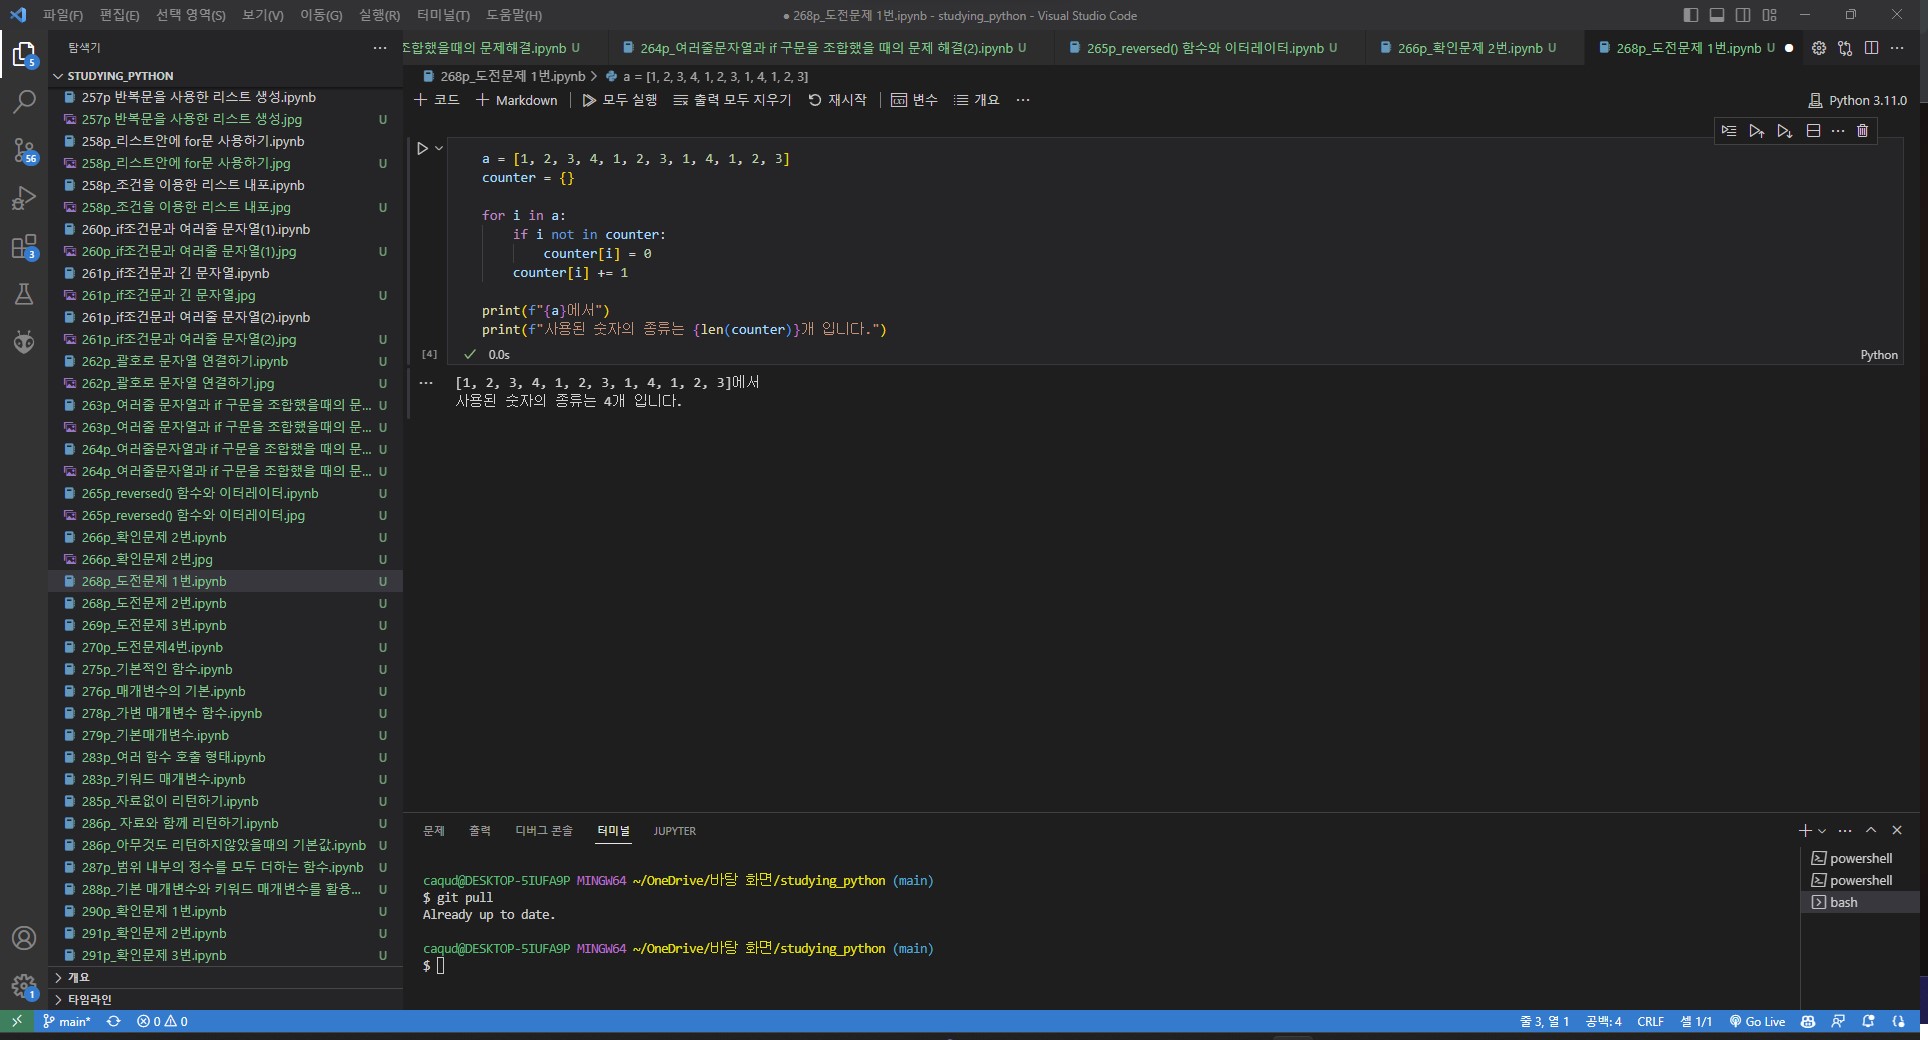 파일(F) 편집(E) 선택 영역(S) 보기(V) 이동(G) 실행(R) 터미널(T) 도움말(H)
● 268p_도전문제 1번.ipynb - studying_python - Visual Studio Code
탐색기
조합했을때의 문제해결.ipynb U
264p_여러줄문자열과 if 구문을 조합했을 때의 문제 해결(2).ipynb U
265p_reversed() 함수와 이터레이터.ipynb U
266p_확인문제 2번.ipynb U
268p_도전문제 1번.ipynb U
STUDYING_PYTHON
257p 반복문을 사용한 리스트 생성.ipynb
257p 반복문을 사용한 리스트 생성.jpg U
258p_리스트안에 for문 사용하기.ipynb
258p_리스트안에 for문 사용하기.jpg U
258p_조건을 이용한 리스트 내포.ipynb
258p_조건을 이용한 리스트 내포.jpg U
260p_if조건문과 여러줄 문자열(1).ipynb
260p_if조건문과 여러줄 문자열(1).jpg U
261p_if조건문과 긴 문자열.ipynb
261p_if조건문과 긴 문자열.jpg U
261p_if조건문과 여러줄 문자열(2).ipynb
261p_if조건문과 여러줄 문자열(2).jpg U
262p_괄호로 문자열 연결하기.ipynb U
262p_괄호로 문자열 연결하기.jpg U
263p_여러줄 문자열과 if 구문을 조합했을때의 문... U
263p_여러줄 문자열과 if 구문을 조합했을때의 문... U
264p_여러줄문자열과 if 구문을 조합했을 때의 문... U
264p_여러줄문자열과 if 구문을 조합했을 때의 문... U
265p_reversed() 함수와 이터레이터.ipynb U
265p_reversed() 함수와 이터레이터.jpg U
266p_확인문제 2번.ipynb U
266p_확인문제 2번.jpg U
268p_도전문제 1번.ipynb U
268p_도전문제 2번.ipynb U
269p_도전문제 3번.ipynb U
270p_도전문제4번.ipynb U
275p_기본적인 함수.ipynb U
276p_매개변수의 기본.ipynb U
278p_가변 매개변수 함수.ipynb U
279p_기본매개변수.ipynb U
283p_여러 함수 호출 형태.ipynb U
283p_키워드 매개변수.ipynb U
285p_자료없이 리턴하기.ipynb U
286p_ 자료와 함께 리턴하기.ipynb U
286p_아무것도 리턴하지않았을때의 기본값.ipynb U
287p_범위 내부의 정수를 모두 더하는 함수.ipynb U
288p_기본 매개변수와 키워드 매개변수를 활용... U
290p_확인문제 1번.ipynb U
291p_확인문제 2번.ipynb U
291p_확인문제 3번.ipynb U
개요
타임라인
268p_도전문제 1번.ipynb > a = [1, 2, 3, 4, 1, 2, 3, 1, 4, 1, 2, 3]
+ 코드 + Markdown 모두 실행 출력 모두 지우기 재시작 변수 개요 ···
Python 3.11.0
a = [1, 2, 3, 4, 1, 2, 3, 1, 4, 1, 2, 3]
counter = {}
for i in a:
if i not in counter:
counter[i] = 0
counter[i] += 1
print(f"{a}에서")
print(f"사용된 숫자의 종류는 {len(counter)}개 입니다.")
[4] 0.0s
Python
[1, 2, 3, 4, 1, 2, 3, 1, 4, 1, 2, 3]에서
사용된 숫자의 종류는 4개 입니다.
문제 출력 디버그 콘솔 터미널 JUPYTER
caqud@DESKTOP-5IUFA9P MINGW64 ~/OneDrive/바탕 화면/studying_python (main)
$ git pull
Already up to date.
caqud@DESKTOP-5IUFA9P MINGW64 ~/OneDrive/바탕 화면/studying_python (main)
$
powershell
powershell
bash
5
56
3
1
main* 0 0
줄 3, 열 1 공백: 4 CRLF 셀 1/1 Go Live